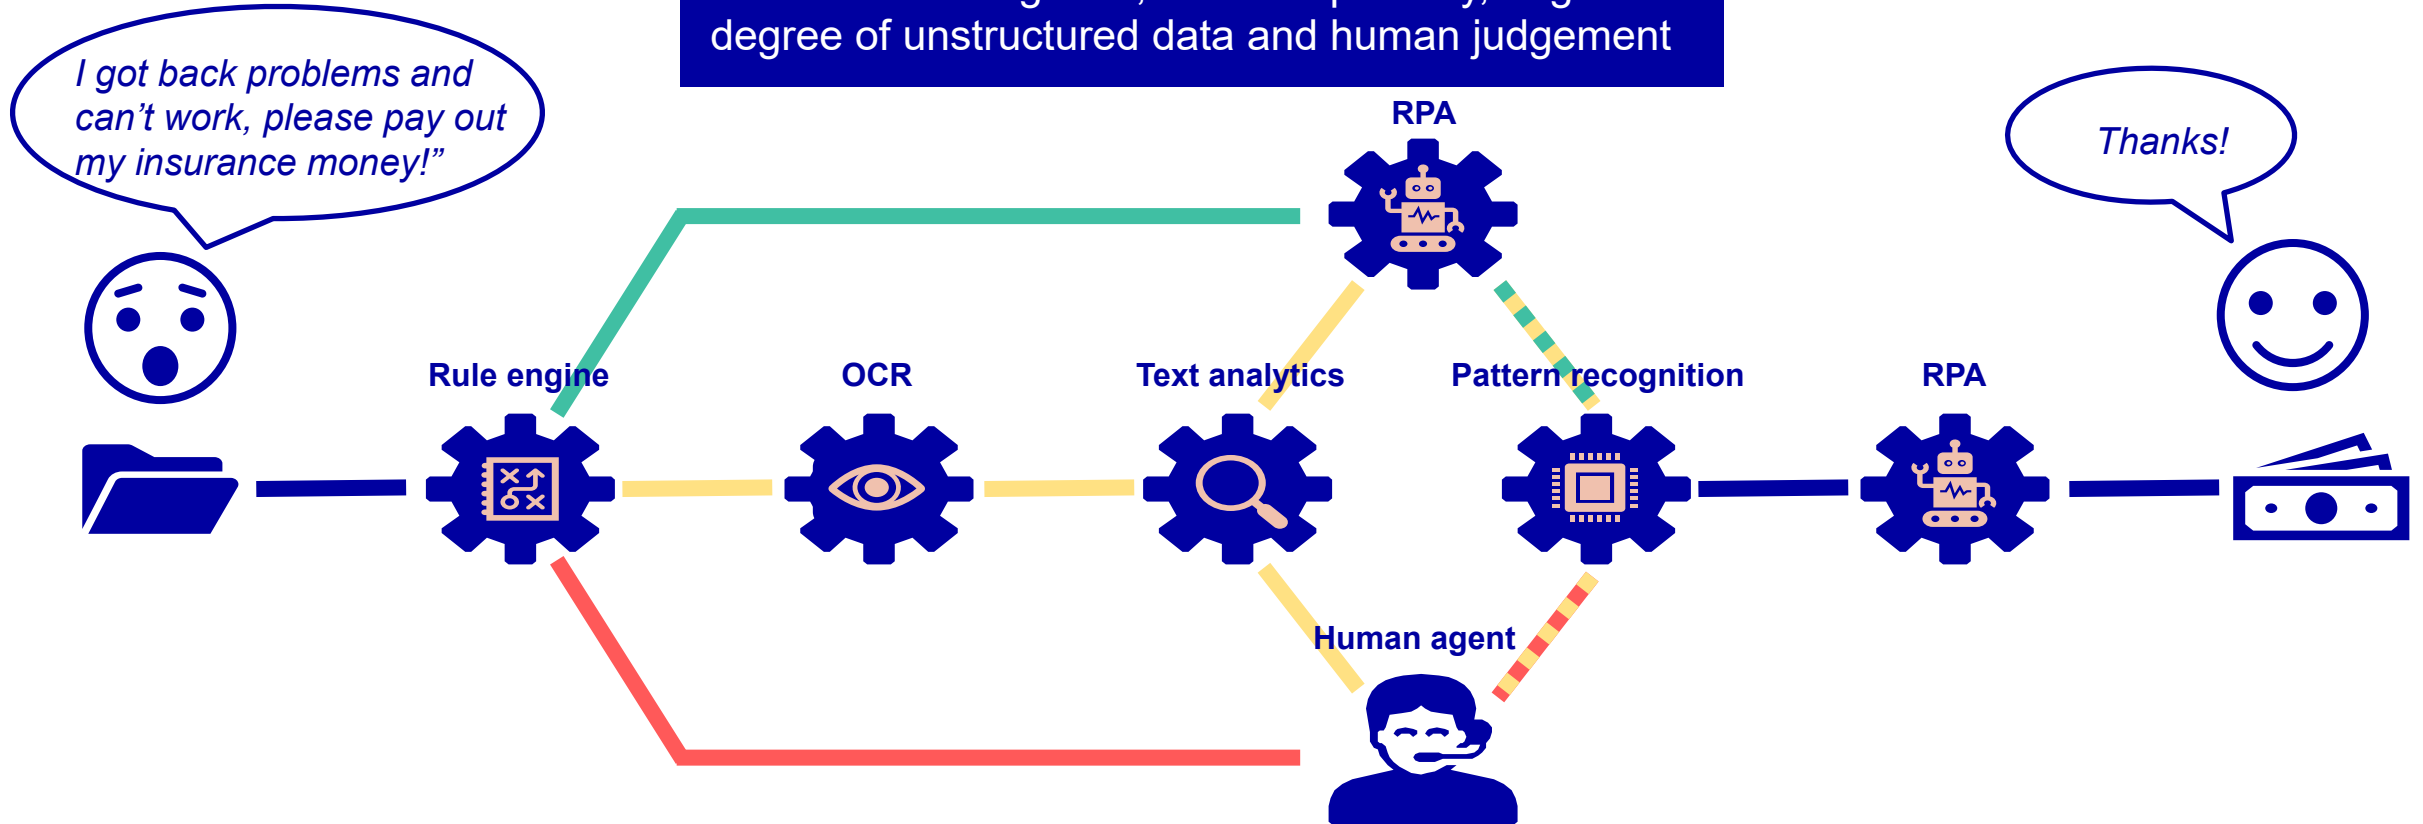 degree of unstructured data and human judgement
I got back problems and
can’t work, please pay out
my insurance money!”
Thanks!
RPA
Rule engine
OCR
Text analytics
Pattern recognition
RPA
Human agent